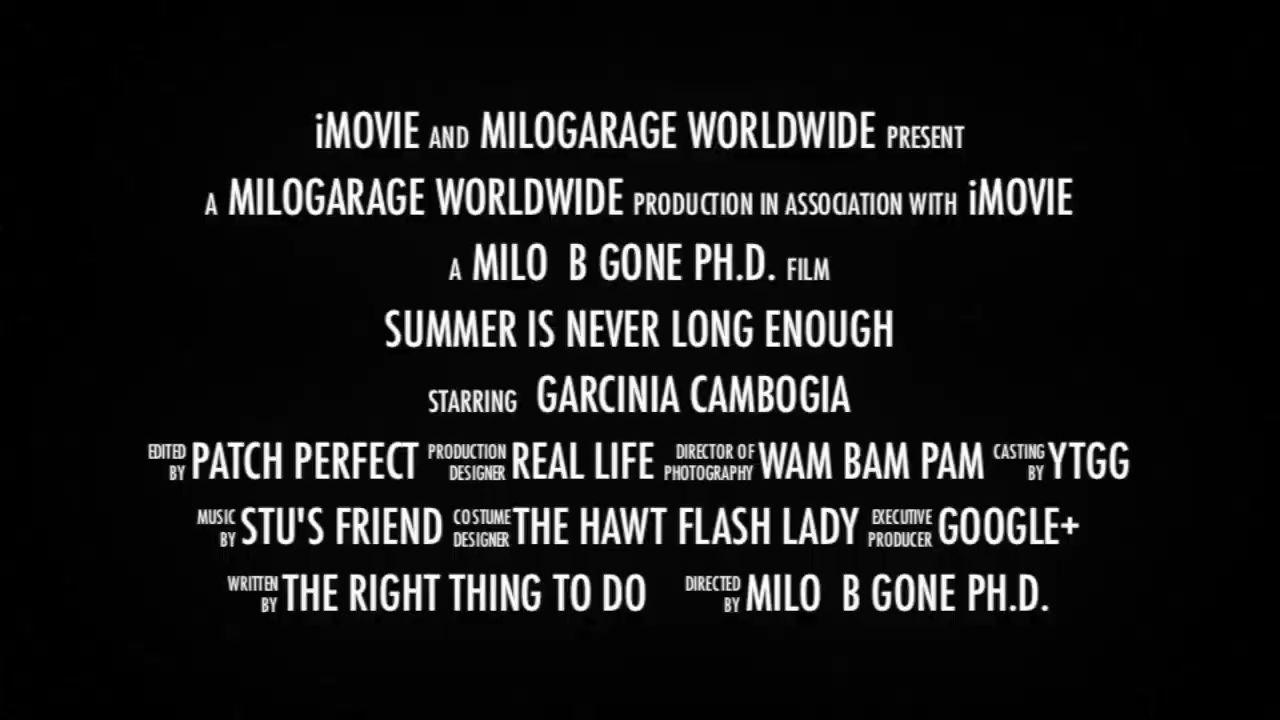 iMOVIE AND MILOGARAGE WORLDWIDE PRESENT
A MILOGARAGE WORLDWIDE PRODUCTION IN ASSOCIATION WITH iMOVIE
A MILO B GONE PH.D. FILM
SUMMER IS NEVER LONG ENOUGH
STARRING GARCINIA CAMBOGIA
EDITED BY PATCH PERFECT PRODUCTION DESIGNER REAL LIFE DIRECTOR OF PHOTOGRAPHY WAM BAM PAM CASTING BY YTGG
MUSIC BY STU'S FRIEND COSTUME DESIGNER THE HAWT FLASH LADY EXECUTIVE PRODUCER GOOGLE+
WRITTEN BY THE RIGHT THING TO DO DIRECTED BY MILO B GONE PH.D.